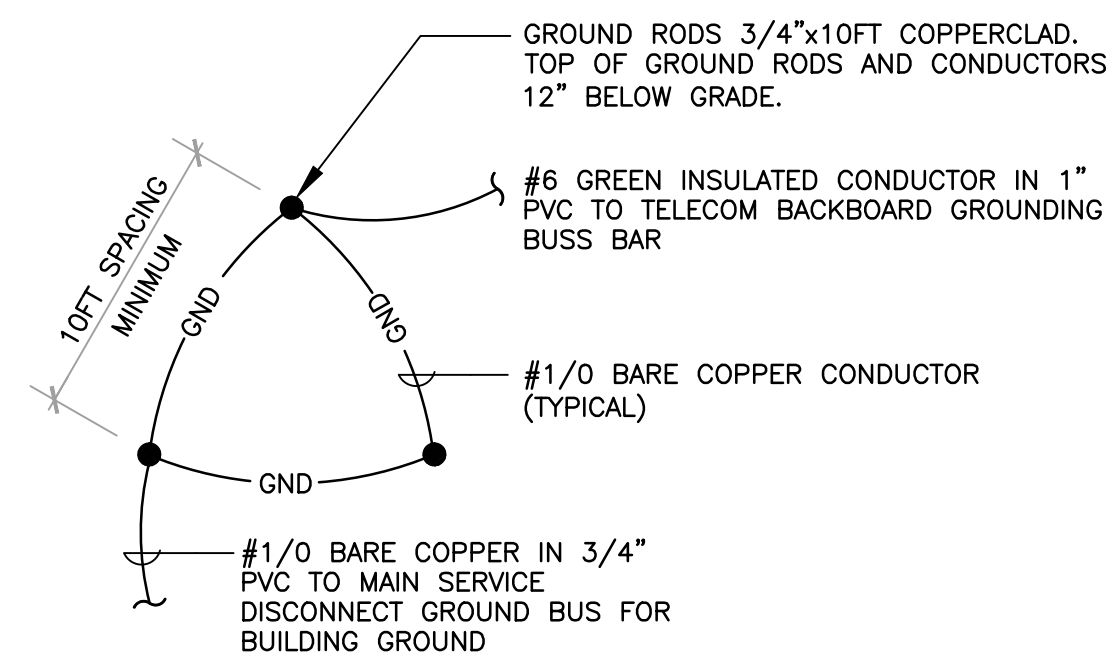 GROUND RODS 3/4”x10FT COPPERCLAD.
TOP OF GROUND RODS AND CONDUCTORS
12” BELOW GRADE.
#6 GREEN INSULATED CONDUCTOR IN 1”
PVC TO TELECOM BACKBOARD GROUNDING
BUSS BAR
10FT SPACING
MINIMUM
GND
GND
#1/0 BARE COPPER CONDUCTOR
(TYPICAL)
GND
#1/0 BARE COPPER IN 3/4”
PVC TO MAIN SERVICE
DISCONNECT GROUND BUS FOR
BUILDING GROUND